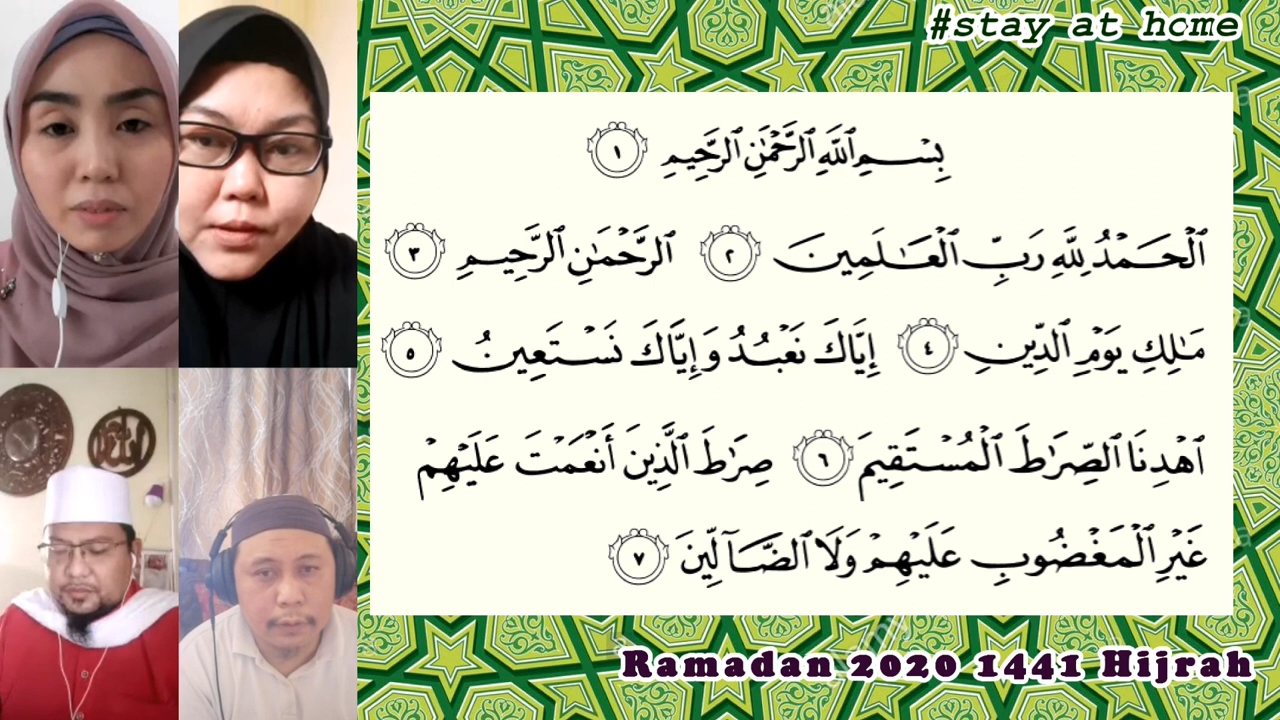 #stay at home
بِسْمِ ٱللَّهِ ٱلرَّحْمَٰنِ ٱلرَّحِيمِ ١
ٱلْحَمْدُ لِلَّهِ رَبِّ ٱلْعَٰلَمِينَ ٢ ٱلرَّحْمَٰنِ ٱلرَّحِيمِ ٣
مَٰلِكِ يَوْمِ ٱلدِّينِ ٤ إِيَّاكَ نَعْبُدُ وَإِيَّاكَ نَسْتَعِينُ ٥
ٱهْدِنَا ٱلصِّرَٰطَ ٱلْمُسْتَقِيمَ ٦ صِرَٰطَ ٱلَّذِينَ أَنْعَمْتَ عَلَيْهِمْ
غَيْرِ ٱلْمَغْضُوبِ عَلَيْهِمْ وَلَا ٱلضَّآلِّينَ ٧
Ramadan 2020 1441 Hijrah